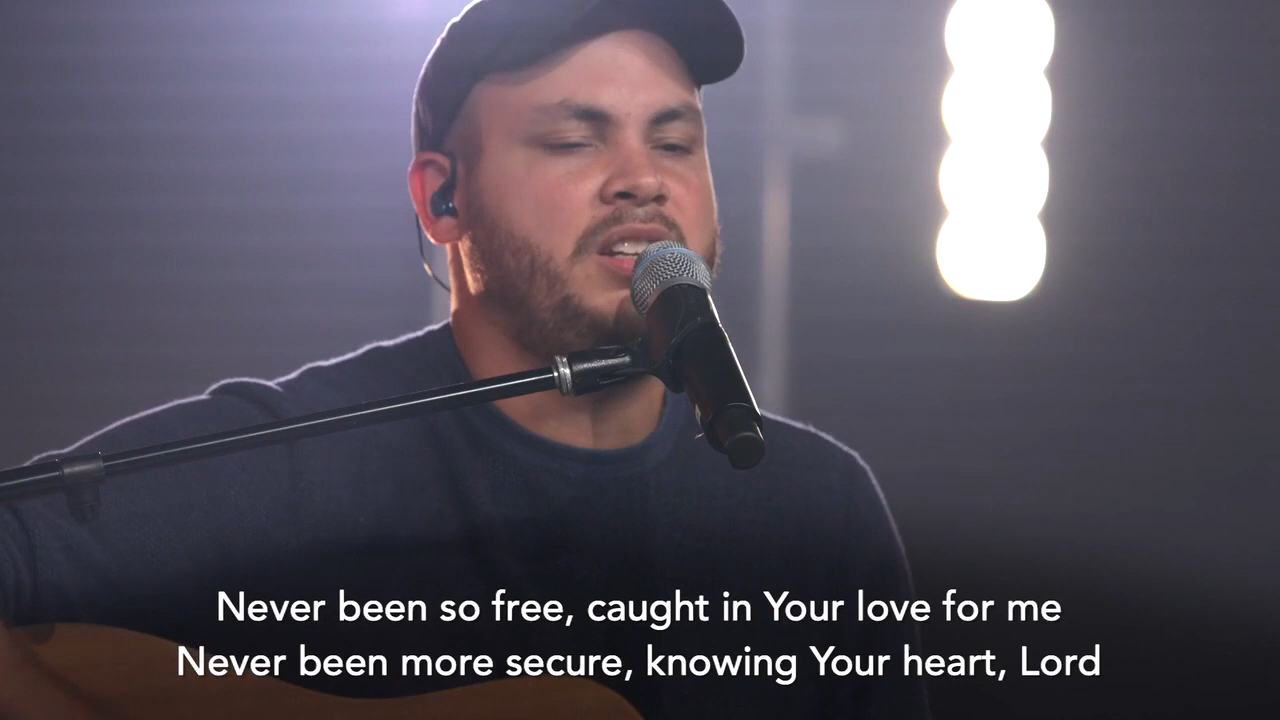 Never been so free, caught in Your love for me
Never been more secure, knowing Your heart, Lord